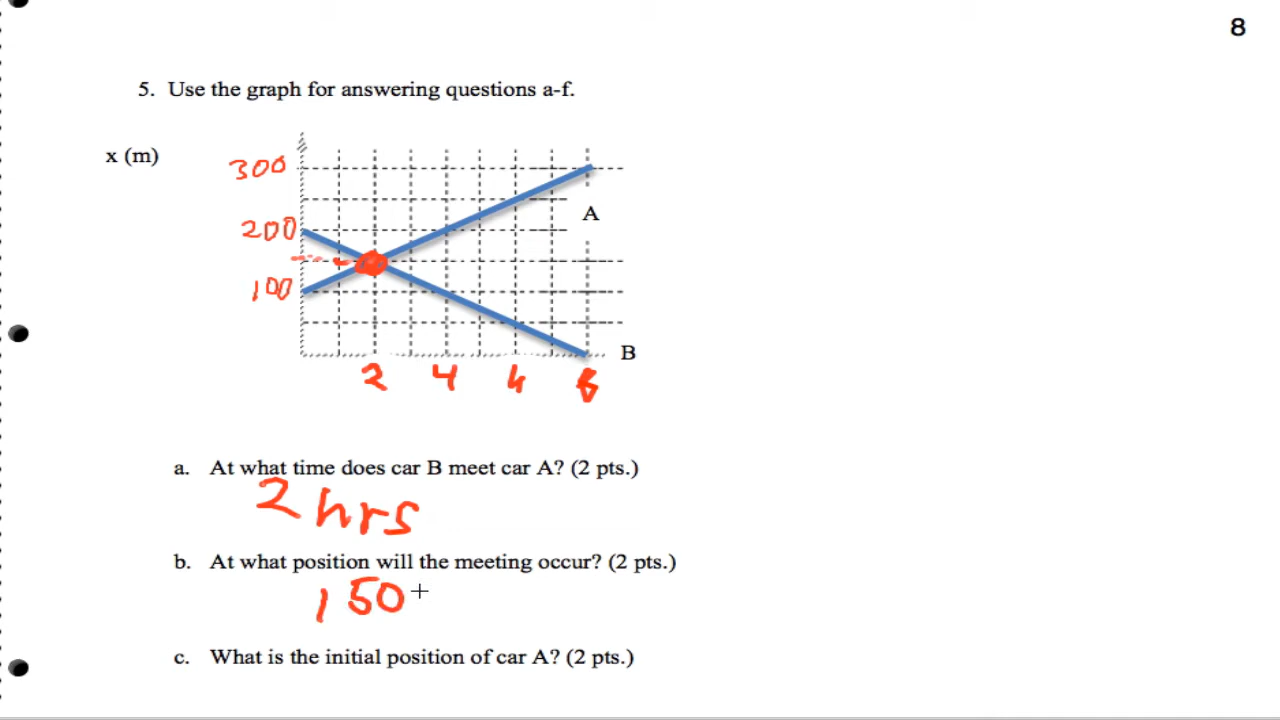 8
5. Use the graph for answering questions a-f.
x (m)
300
200
A
100
B
2 4 6 8
a. At what time does car B meet car A? (2 pts.)
2 hrs
b. At what position will the meeting occur? (2 pts.)
150
c. What is the initial position of car A? (2 pts.)